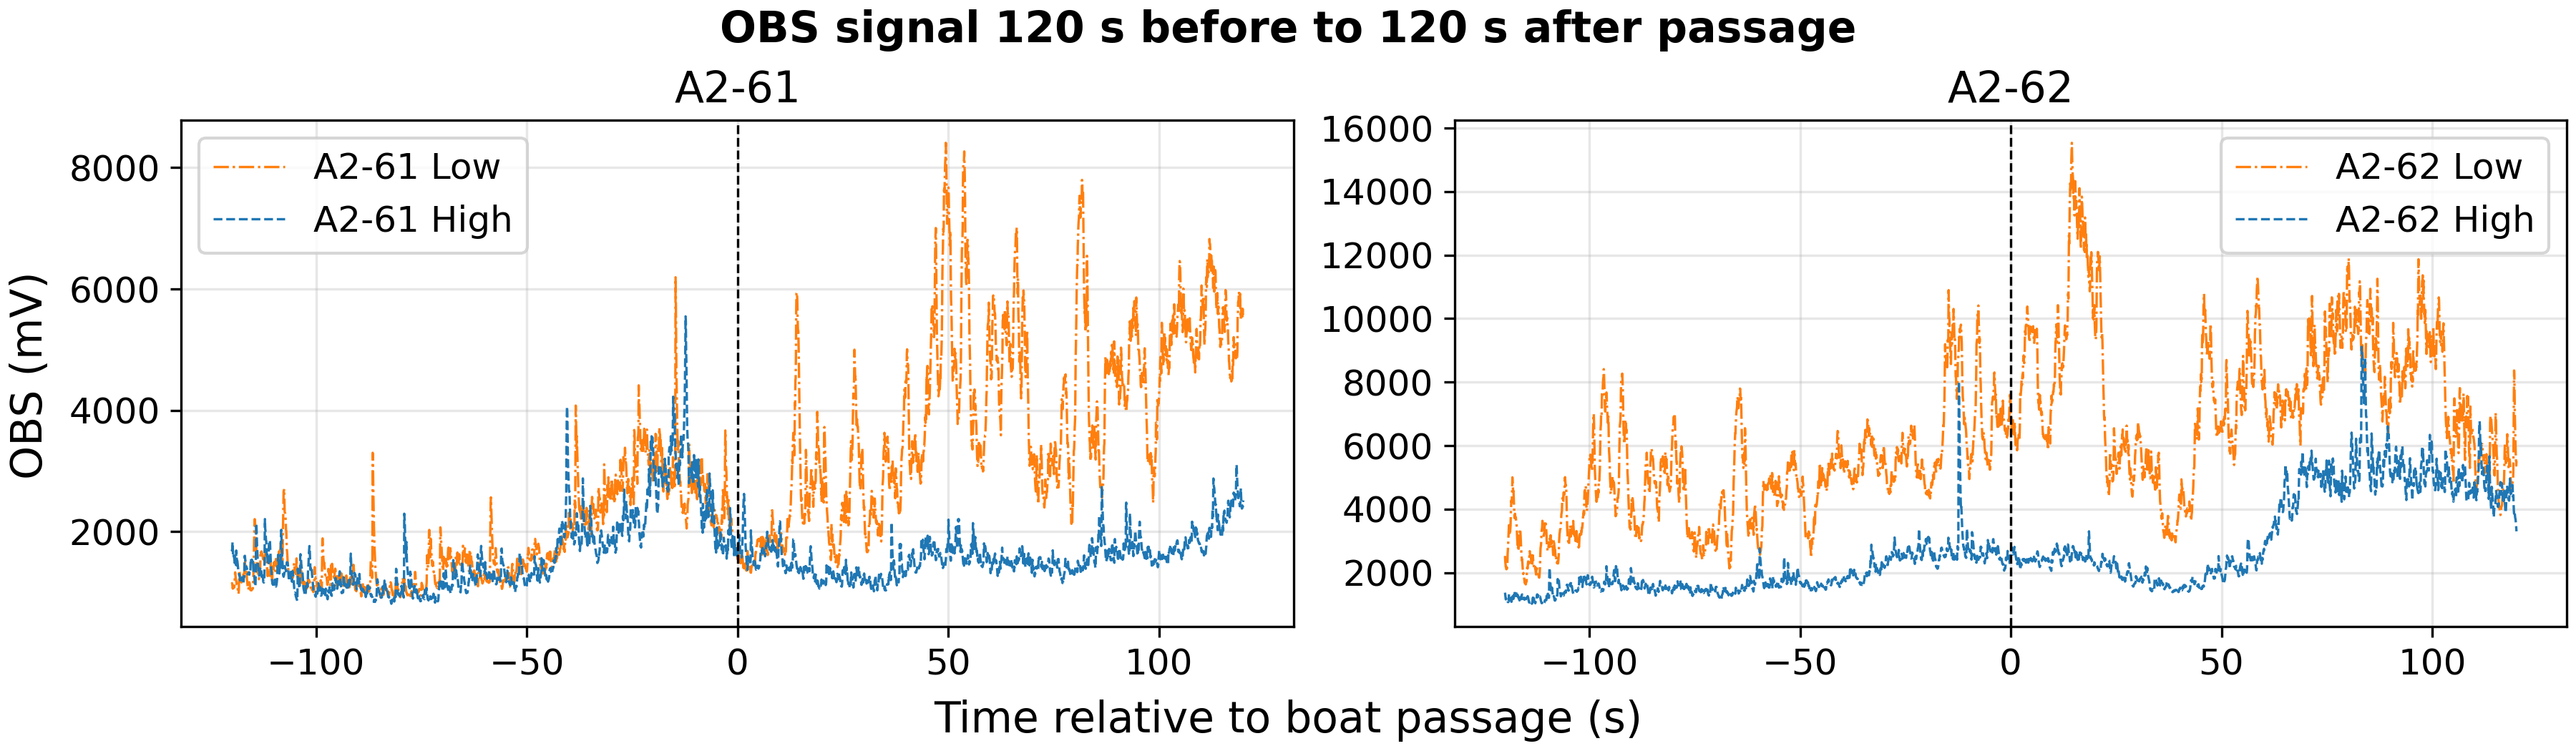 OBS signal 120 s before to 120 s after passage
A2-61
A2-61 Low
A2-61 High
8000
6000
4000
2000
OBS (mV)
−100
−50
0
50
100
A2-62
A2-62 Low
A2-62 High
16000
14000
12000
10000
8000
6000
4000
2000
−100
−50
0
50
100
Time relative to boat passage (s)